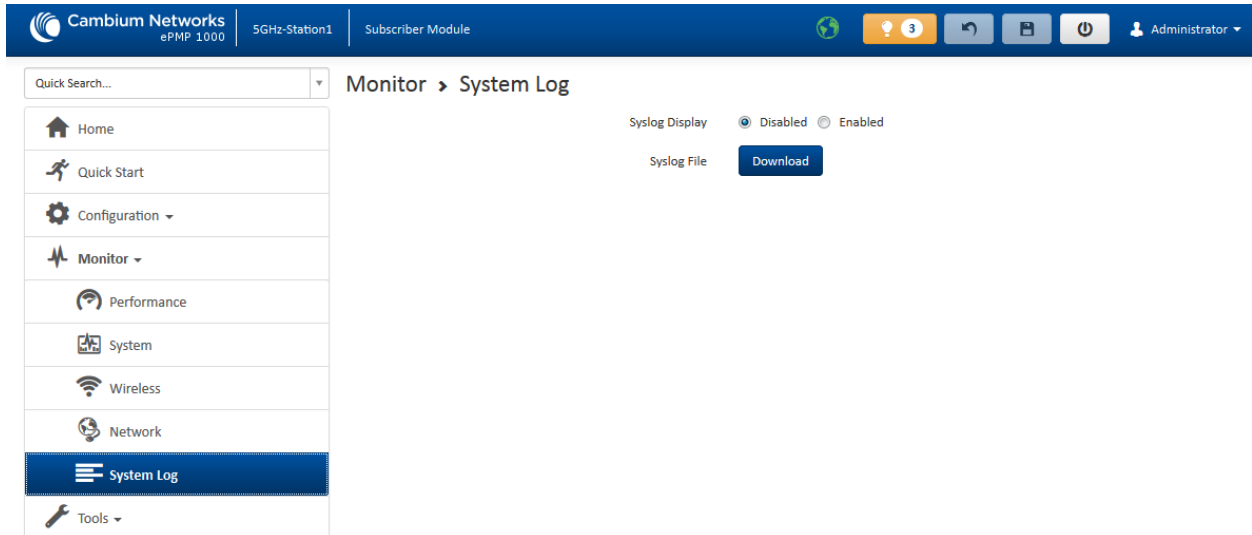 Cambium Networks
ePMP 1000
5GHz-Station1
Subscriber Module
3
Administrator
Quick Search...
Monitor > System Log
Syslog Display
Disabled
Enabled
Syslog File
Download
Home
Quick Start
Configuration
Monitor
Performance
System
Wireless
Network
System Log
Tools